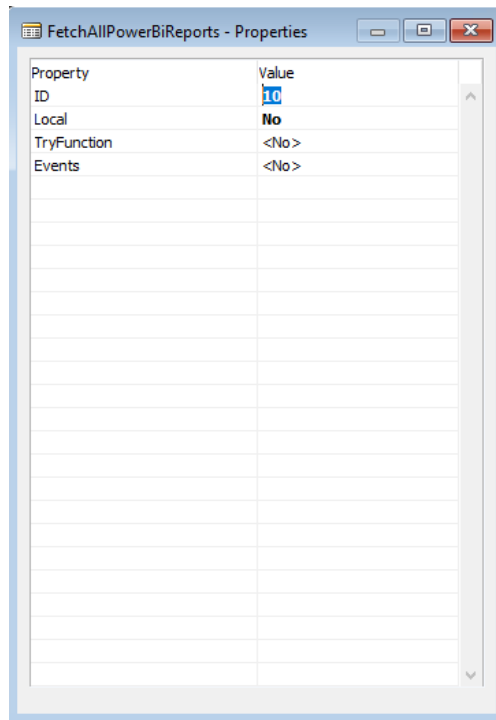 FetchAllPowerBiReports - Properties
Property Value
ID 10
Local No
TryFunction <No>
Events <No>